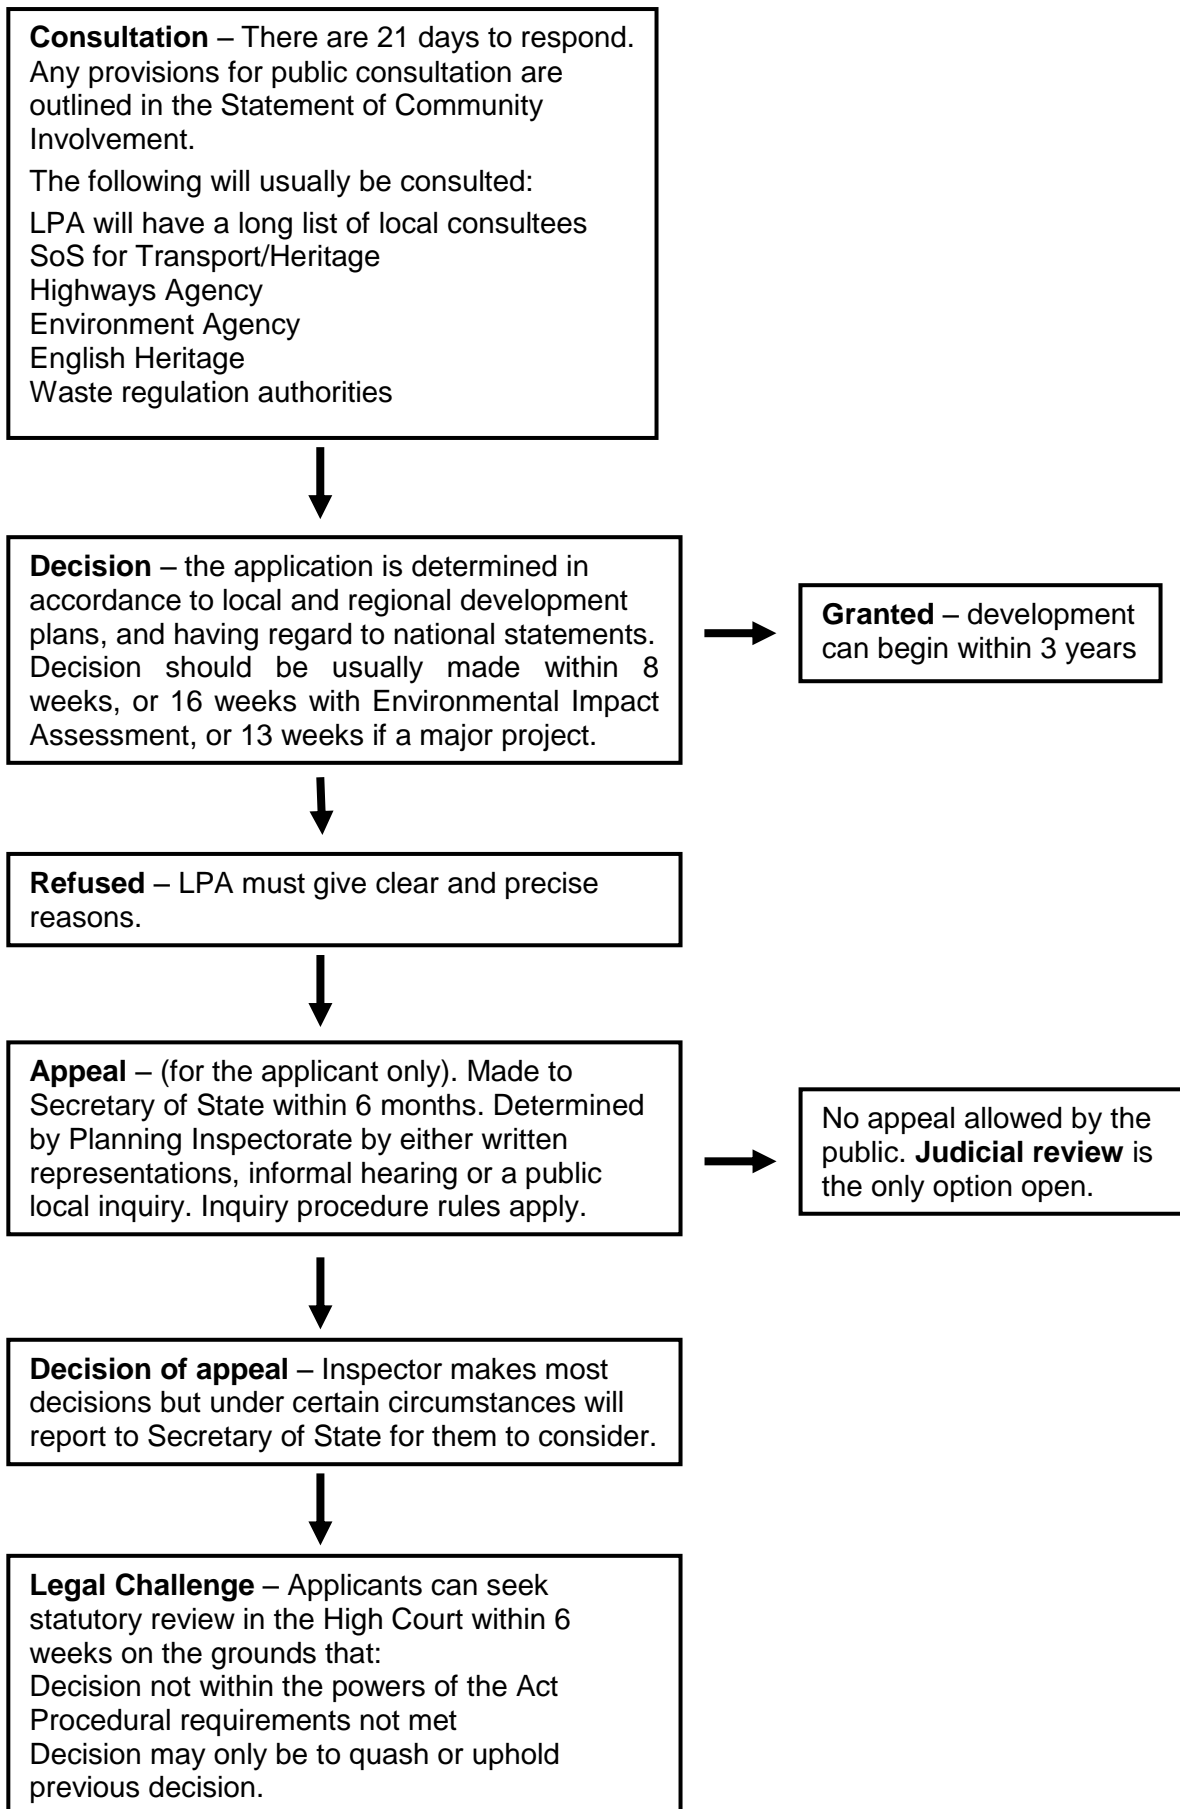 Consultation – There are 21 days to respond.
Any provisions for public consultation are
outlined in the Statement of Community
Involvement.
The following will usually be consulted:
LPA will have a long list of local consultees
SoS for Transport/Heritage
Highways Agency
Environment Agency
English Heritage
Waste regulation authorities
Decision – the application is determined in
accordance to local and regional development
plans, and having regard to national statements.
Decision should be usually made within 8
weeks, or 16 weeks with Environmental Impact
Assessment, or 13 weeks if a major project.
Granted – development
can begin within 3 years
Refused – LPA must give clear and precise
reasons.
Appeal – (for the applicant only). Made to
Secretary of State within 6 months. Determined
by Planning Inspectorate by either written
representations, informal hearing or a public
local inquiry. Inquiry procedure rules apply.
No appeal allowed by the
public. Judicial review is
the only option open.
Decision of appeal – Inspector makes most
decisions but under certain circumstances will
report to Secretary of State for them to consider.
Legal Challenge – Applicants can seek
statutory review in the High Court within 6
weeks on the grounds that:
Decision not within the powers of the Act
Procedural requirements not met
Decision may only be to quash or uphold
previous decision.